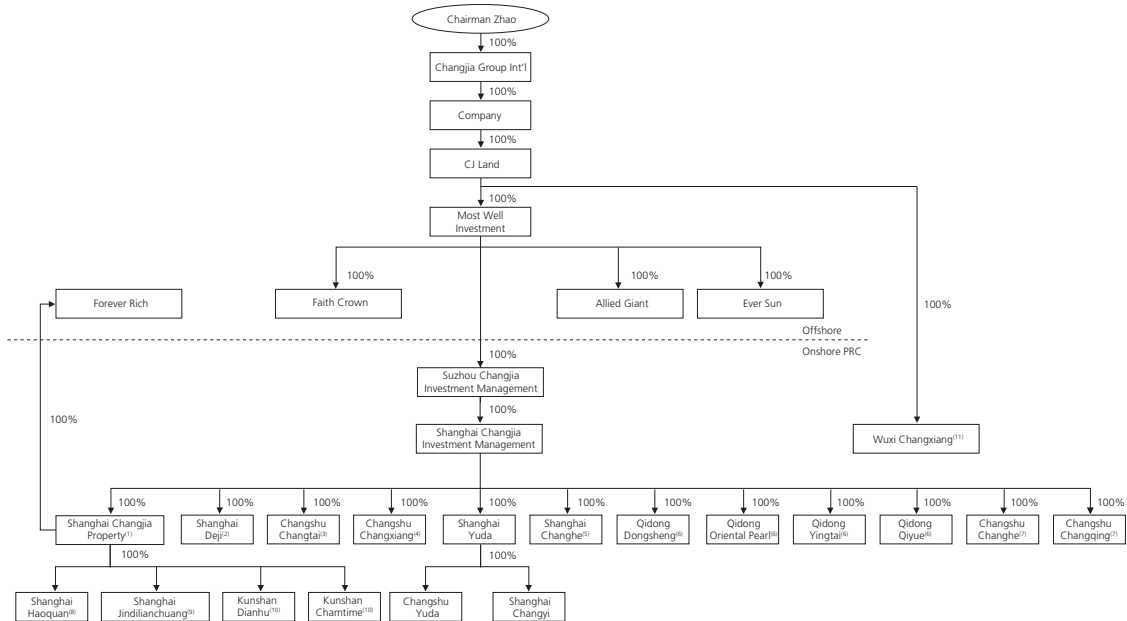 Chairman Zhao
100%
Changjia Group Int'l
100%
Company
100%
CJ Land
100%
Most Well
Investment
100%
100%
100%
100%
Forever Rich
Faith Crown
Allied Giant
Ever Sun
Offshore
Onshore PRC
100%
Suzhou Changjia
Investment Management
100%
100%
Shanghai Changjia
Investment Management
Wuxi Changxiang(11)
100% 100% 100% 100% 100% 100% 100% 100% 100% 100% 100% 100%
Shanghai Changjia
Property(1)
Shanghai
Deji(2)
Changshu
Changtai(3)
Changshu
Changxiang(4)
Shanghai
Yuda
Shanghai
Changhe(5)
Qidong
Dongsheng(6)
Qidong
Oriental Pearl(6)
Qidong
Yingtai(6)
Qidong
Qiyue(6)
Changshu
Changhe(7)
Changshu
Changqing(7)
100%
100%
Shanghai
Haoquan(8)
Shanghai
Jindilianchuang(9)
Kunshan
Dianhu(10)
Kunshan
Chamtime(10)
Changshu
Yuda
Shanghai
Changyi